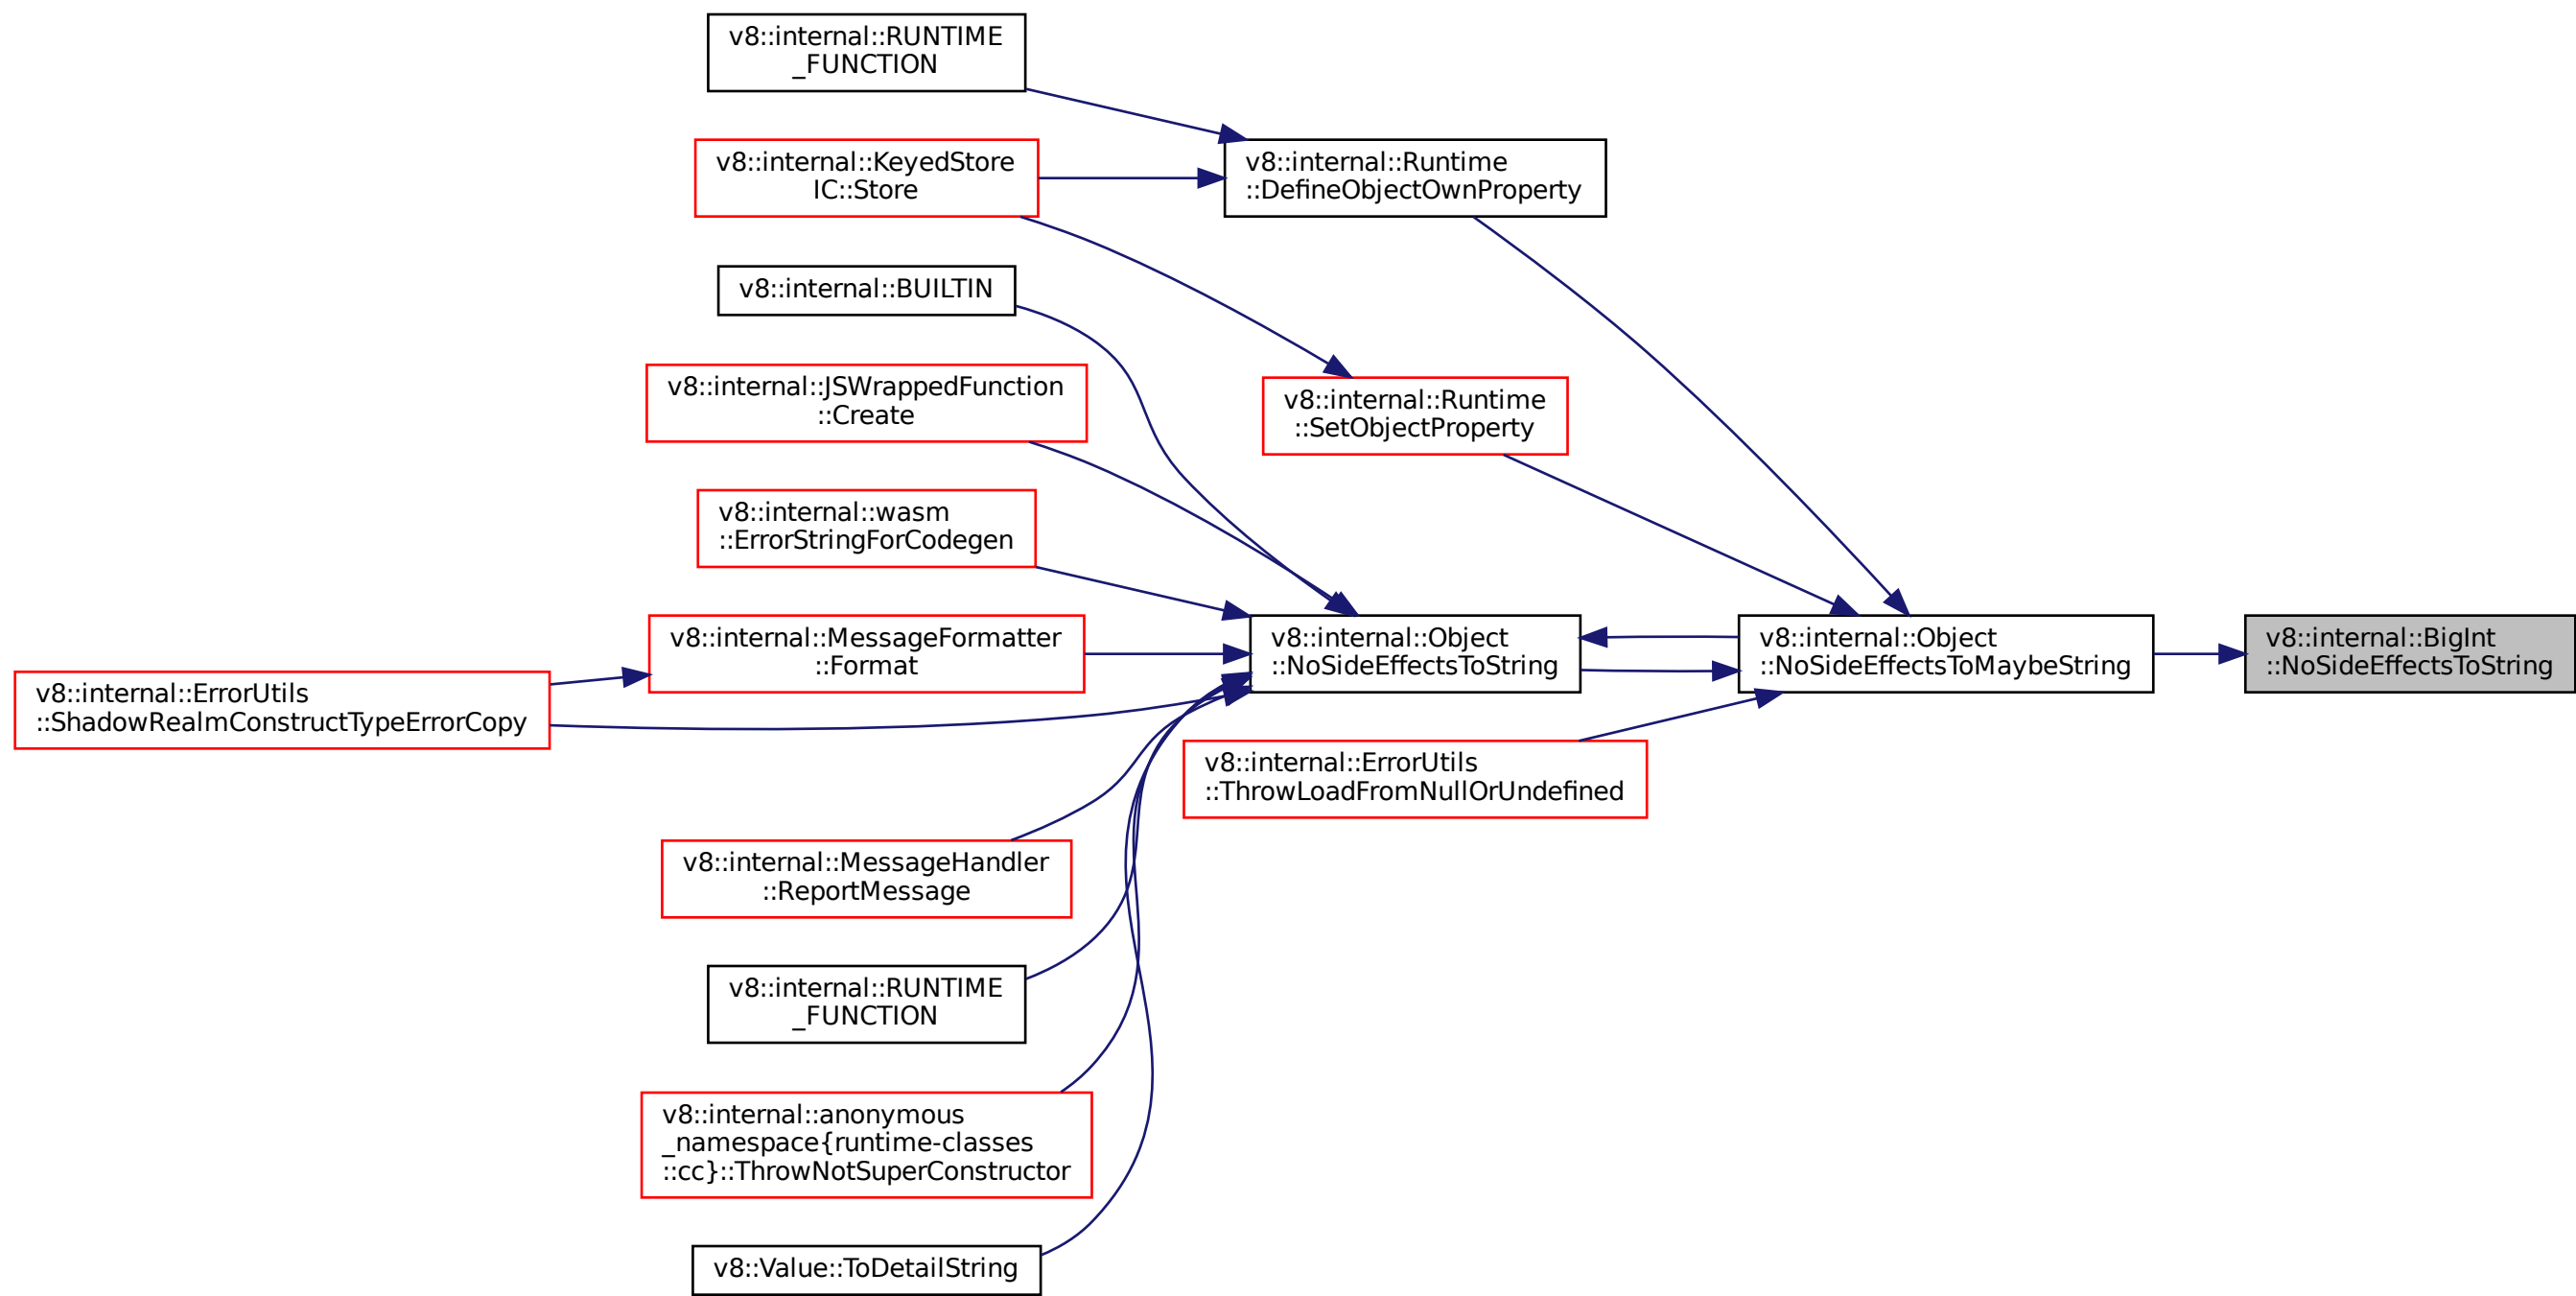 v8::internal::RUNTIME
_FUNCTION
v8::internal::KeyedStore
IC::Store
v8::internal::Runtime
::DefineObjectOwnProperty
v8::internal::BUILTIN
v8::internal::JSWrappedFunction
::Create
v8::internal::Runtime
::SetObjectProperty
v8::internal::wasm
::ErrorStringForCodegen
v8::internal::MessageFormatter
::Format
v8::internal::Object
::NoSideEffectsToString
v8::internal::Object
::NoSideEffectsToMaybeString
v8::internal::BigInt
::NoSideEffectsToString
v8::internal::ErrorUtils
::ShadowRealmConstructTypeErrorCopy
v8::internal::ErrorUtils
::ThrowLoadFromNullOrUndefined
v8::internal::MessageHandler
::ReportMessage
v8::internal::RUNTIME
_FUNCTION
v8::internal::anonymous
_namespace{runtime-classes
::cc}::ThrowNotSuperConstructor
v8::Value::ToDetailString